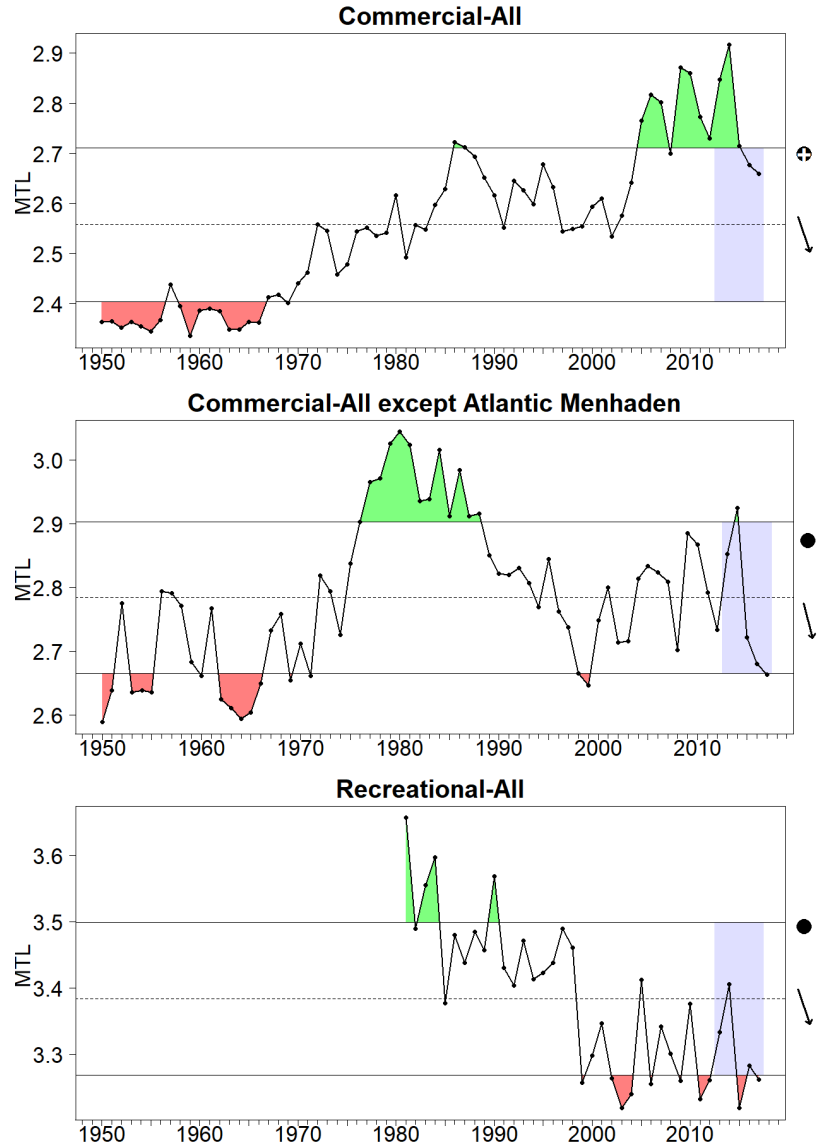 Commercial-All
MTL
2.9
2.8
2.7
2.6
2.5
2.4
1950 1960 1970 1980 1990 2000 2010
Commercial-All except Atlantic Menhaden
MTL
3.0
2.9
2.8
2.7
2.6
1950 1960 1970 1980 1990 2000 2010
Recreational-All
MTL
3.6
3.5
3.4
3.3
1950 1960 1970 1980 1990 2000 2010